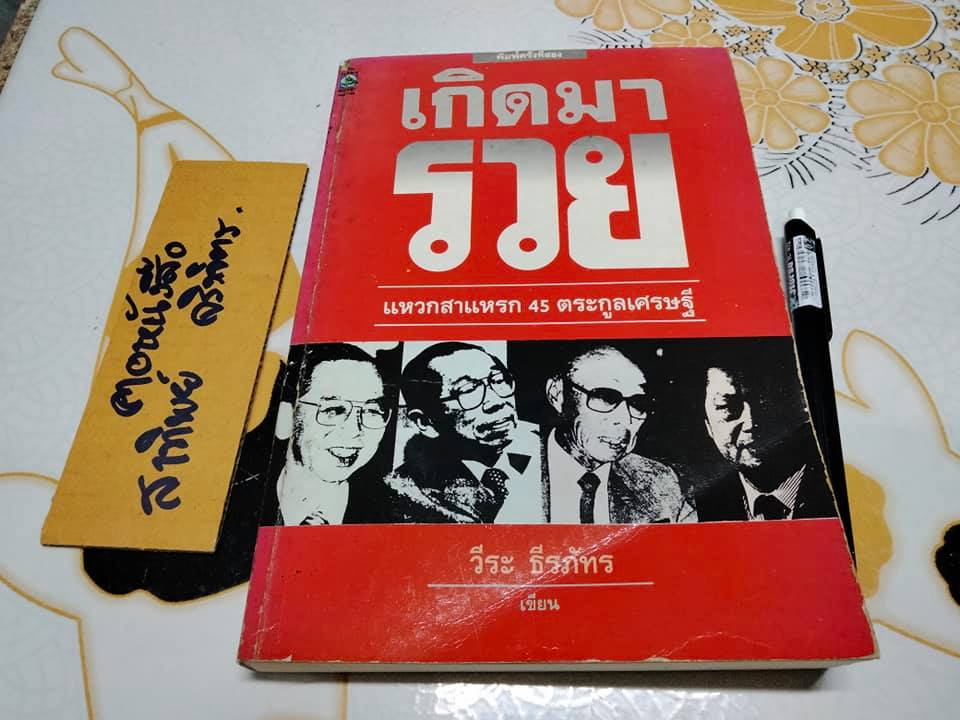 พิมพ์ครั้งที่สอง
เกิดมา
รวย
แหวกสาแหรก 45 ตระกูลเศรษฐี
วีระ ธีรภัทร
เขียน